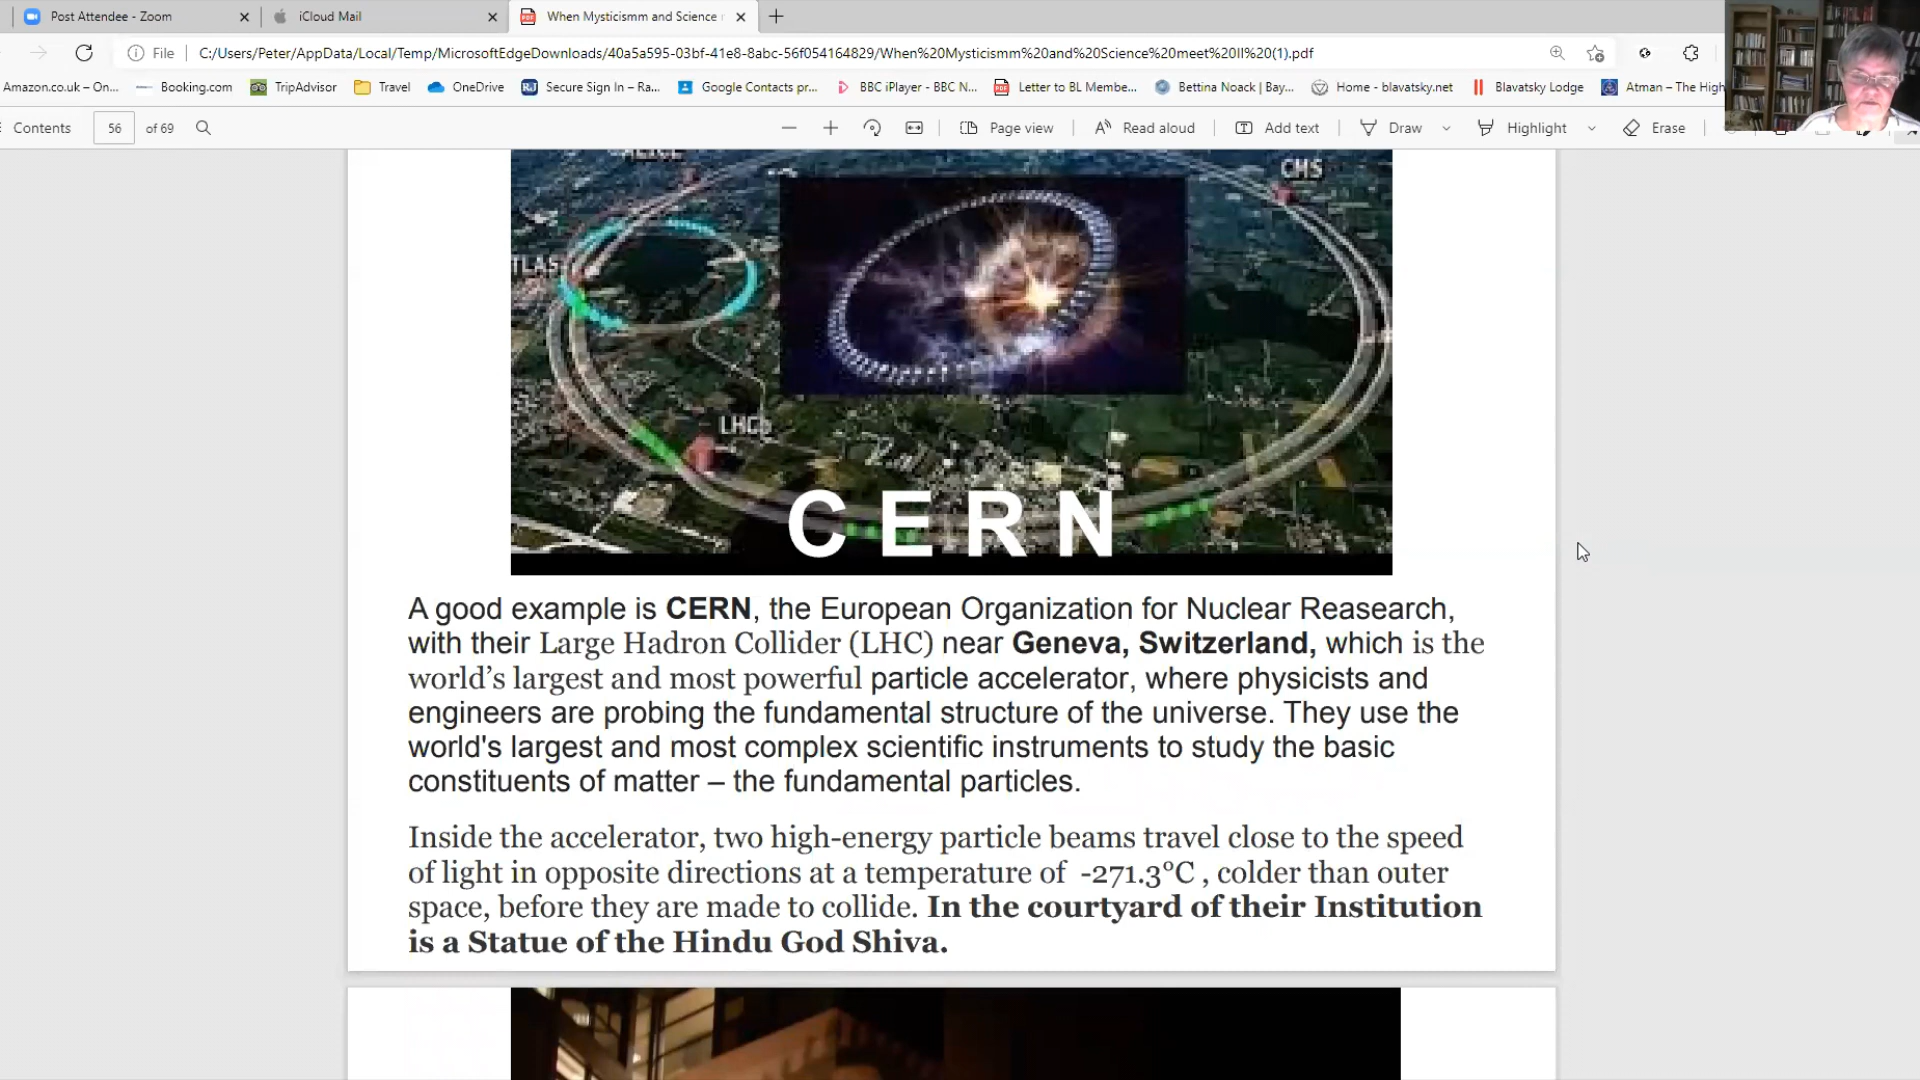 Post Attendee - Zoom
iCloud Mail
When Mysticismm and Science
File
C:/Users/Peter/AppData/Local/Temp/MicrosoftEdgeDownloads/40a5a595-03bf-41e8-8abc-56f054164829/When%20Mysticismm%20and%20Science%20meet%20II%20(1).pdf
Amazon.co.uk – On...
Booking.com
TripAdvisor
Travel
OneDrive
Secure Sign In – Ra...
Google Contacts pr...
BBC iPlayer - BBC N...
Letter to BL Membe...
Bettina Noack | Bay...
Home - blavatsky.net
Blavatsky Lodge
Atman – The High
Contents
56
of 69
Page view
Read aloud
Add text
Draw
Highlight
Erase
CMS
TLAS
LHCb
CERN
A good example is CERN, the European Organization for Nuclear Reasearch,
with their Large Hadron Collider (LHC) near Geneva, Switzerland, which is the
world’s largest and most powerful particle accelerator, where physicists and
engineers are probing the fundamental structure of the universe. They use the
world's largest and most complex scientific instruments to study the basic
constituents of matter – the fundamental particles.
Inside the accelerator, two high-energy particle beams travel close to the speed
of light in opposite directions at a temperature of -271.3°C , colder than outer
space, before they are made to collide. In the courtyard of their Institution
is a Statue of the Hindu God Shiva.